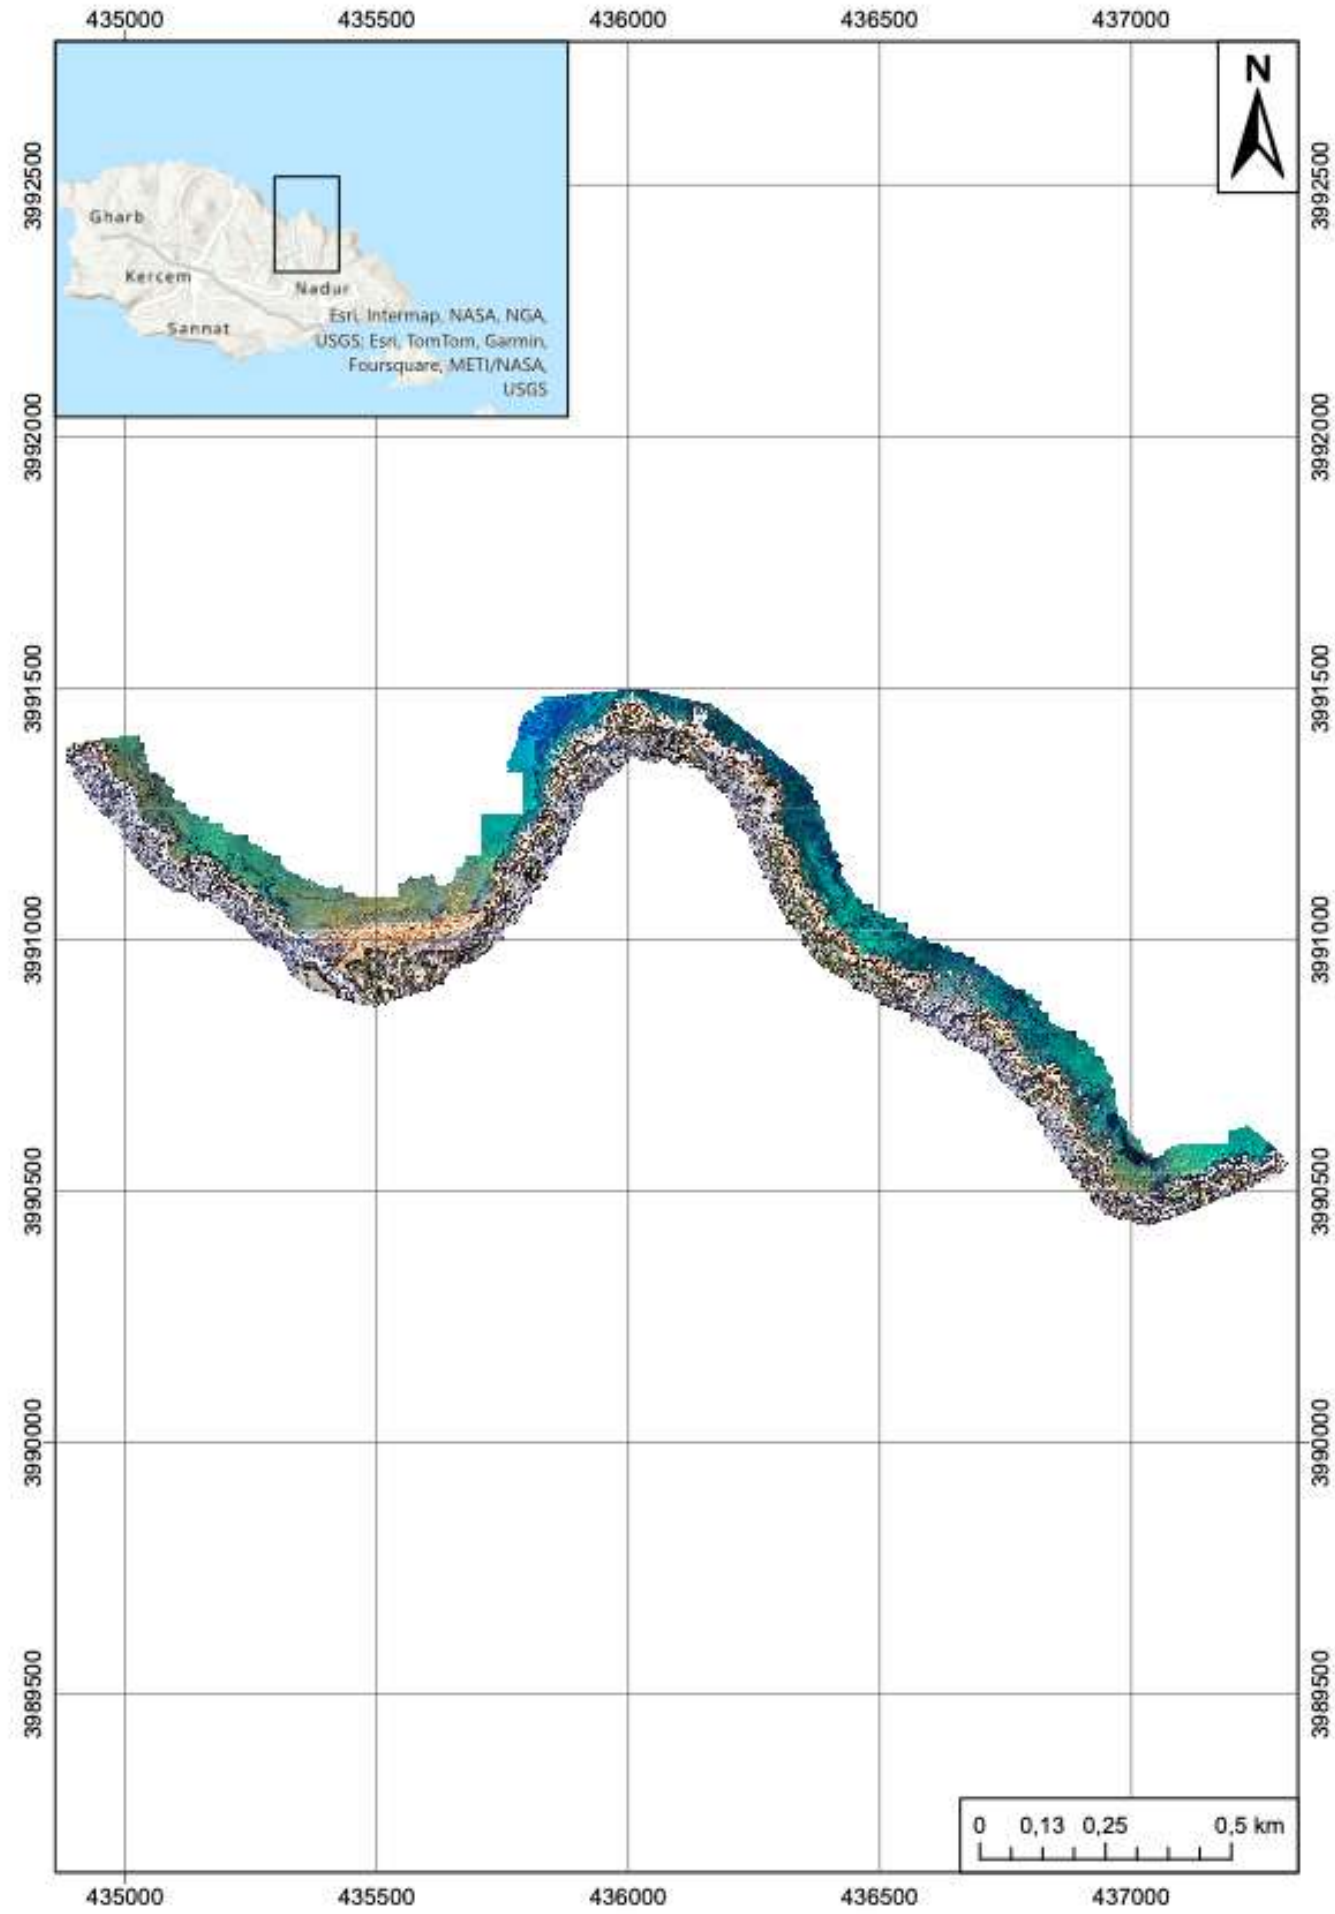 435000 435500 436000 436500 437000
N
3992500 3992500
Gharb
Kercem
Nadur
Sannat
Esri, Intermap, NASA, NGA,
USGS; Esri, TomTom, Garmin,
Foursquare, METI/NASA,
USGS
3992000 3992000
3991500 3991500
3991000 3991000
3990500 3990500
3990000 3990000
3989500 3989500
0 0,13 0,25 0,5 km
435000 435500 436000 436500 437000